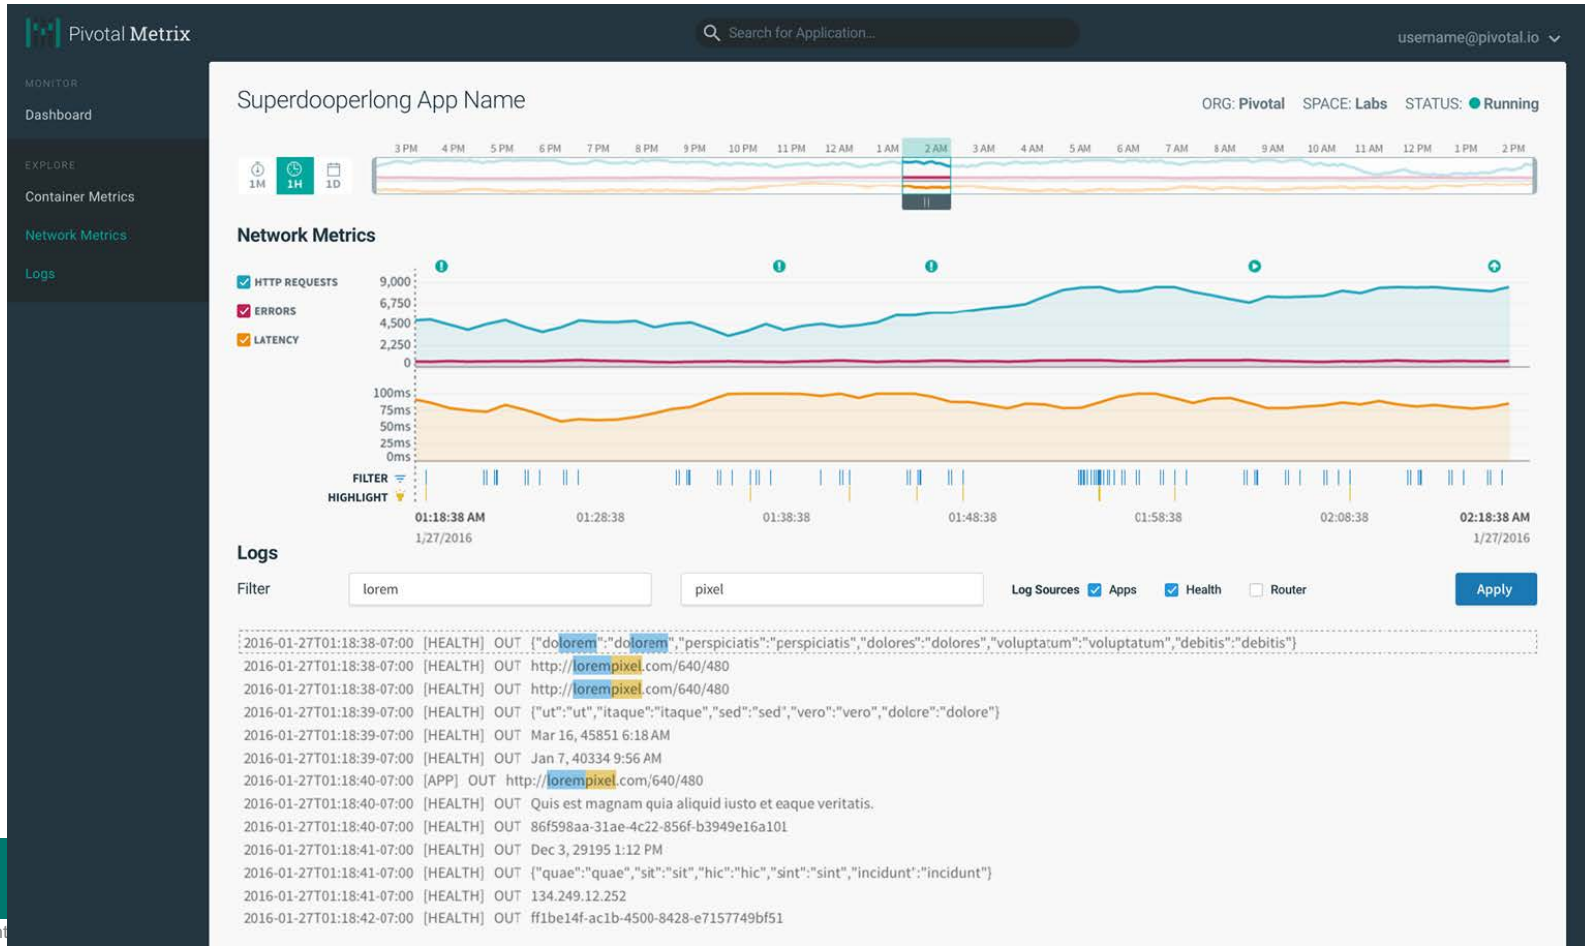 Pivotal Metrix
Search for Application...
username@pivotal.io
MONITOR
Dashboard
EXPLORE
Container Metrics
Network Metrics
Logs
Superdooperlong App Name
ORG: Pivotal SPACE: Labs STATUS: Running
1M 1H 1D
3 PM 4 PM 5 PM 6 PM 7 PM 8 PM 9 PM 10 PM 11 PM 12 AM 1 AM 2 AM 3 AM 4 AM 5 AM 6 AM 7 AM 8 AM 9 AM 10 AM 11 AM 12 PM 1 PM 2 PM
Network Metrics
HTTP REQUESTS
ERRORS
LATENCY
9,000
6,750
4,500
2,250
0
100ms
75ms
50ms
25ms
0ms
FILTER
HIGHLIGHT
01:18:38 AM 01:28:38 01:38:38 01:48:38 01:58:38 02:08:38 02:18:38 AM
1/27/2016 1/27/2016
Logs
Filter lorem pixel Log Sources Apps Health Router Apply
2016-01-27T01:18:38-07:00 [HEALTH] OUT {"dolorem":"dolorem","perspiciatis":"perspiciatis","dolores":"dolores","voluptatum":"voluptatum","debitis":"debitis"}
2016-01-27T01:18:38-07:00 [HEALTH] OUT http://lorempixel.com/640/480
2016-01-27T01:18:38-07:00 [HEALTH] OUT http://lorempixel.com/640/480
2016-01-27T01:18:39-07:00 [HEALTH] OUT {"ut":"ut","itaque":"itaque","sed":"sed","vero":"vero","dolore":"dolore"}
2016-01-27T01:18:39-07:00 [HEALTH] OUT Mar 16, 45851 6:18 AM
2016-01-27T01:18:39-07:00 [HEALTH] OUT Jan 7, 40334 9:56 AM
2016-01-27T01:18:40-07:00 [APP] OUT http://lorempixel.com/640/480
2016-01-27T01:18:40-07:00 [HEALTH] OUT Quis est magnam quia aliquid iusto et eaque veritatis.
2016-01-27T01:18:40-07:00 [HEALTH] OUT 86f598aa-31ae-4c22-856f-b3949e16a101
2016-01-27T01:18:41-07:00 [HEALTH] OUT Dec 3, 29195 1:12 PM
2016-01-27T01:18:41-07:00 [HEALTH] OUT {"quae":"quae","sit":"sit","hic":"hic","sint":"sint","incidunt":"incidunt"}
2016-01-27T01:18:41-07:00 [HEALTH] OUT 134.249.12.252
2016-01-27T01:18:42-07:00 [HEALTH] OUT ff1be14f-ac1b-4500-8428-e7157749bf51